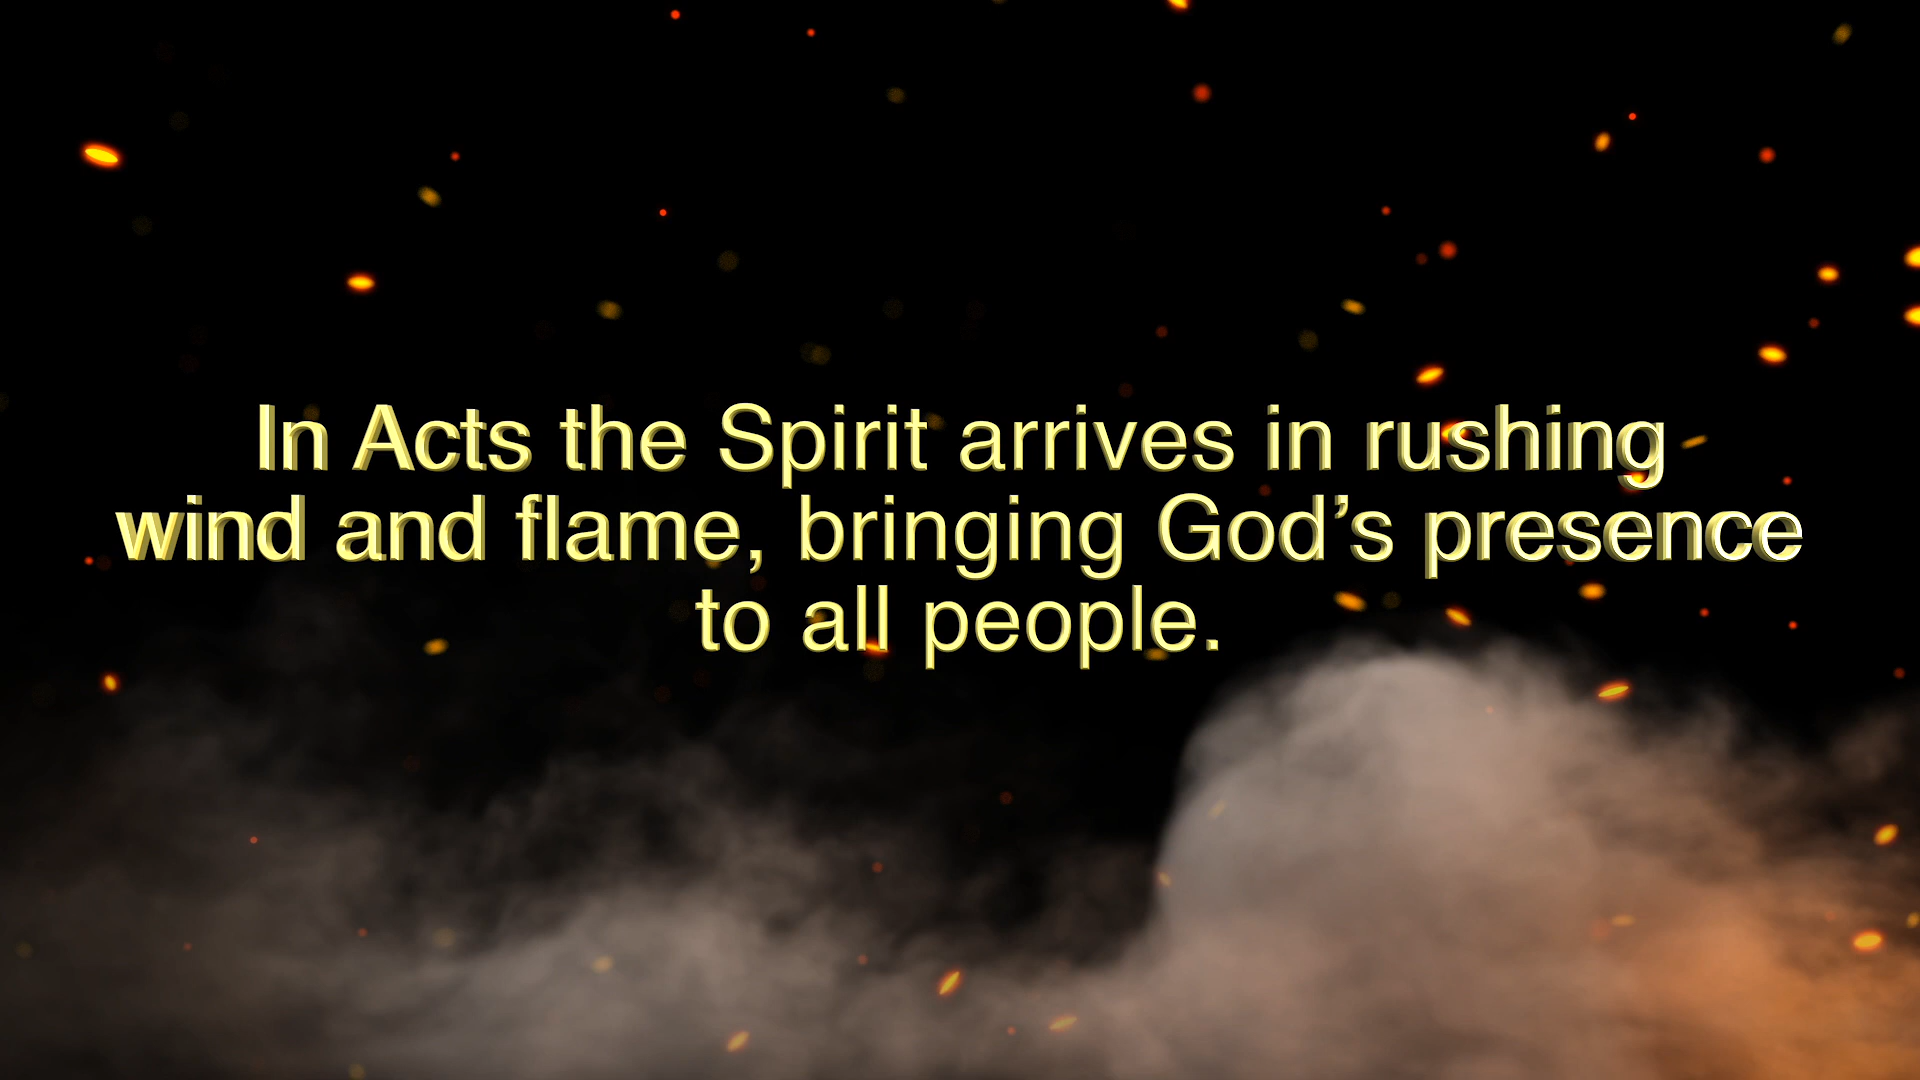 In Acts the Spirit arrives in rushing
wind and flame, bringing God’s presence
to all people.